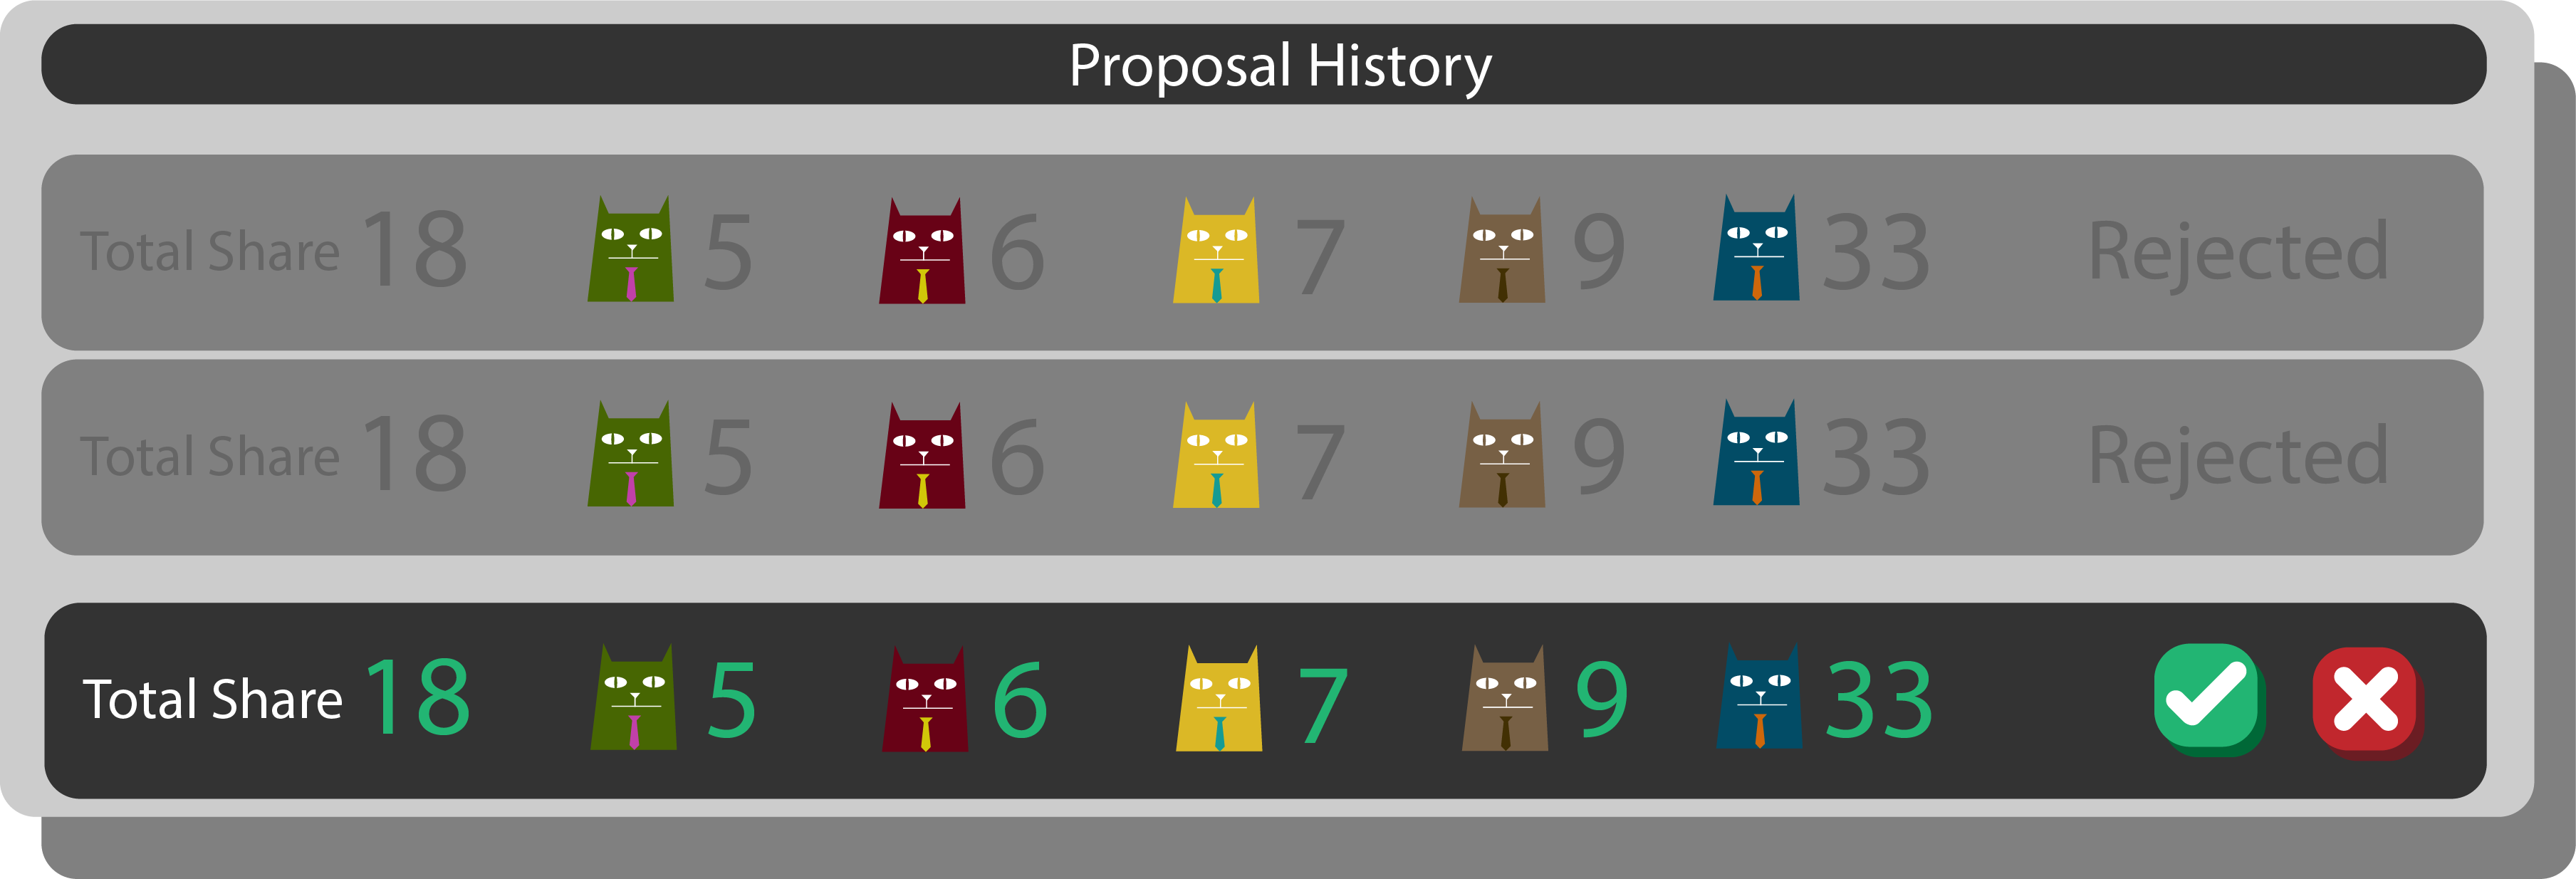 Proposal History
Total Share 18 5 6 7 9 33 Rejected
Total Share 18 5 6 7 9 33 Rejected
Total Share 18 5 6 7 9 33